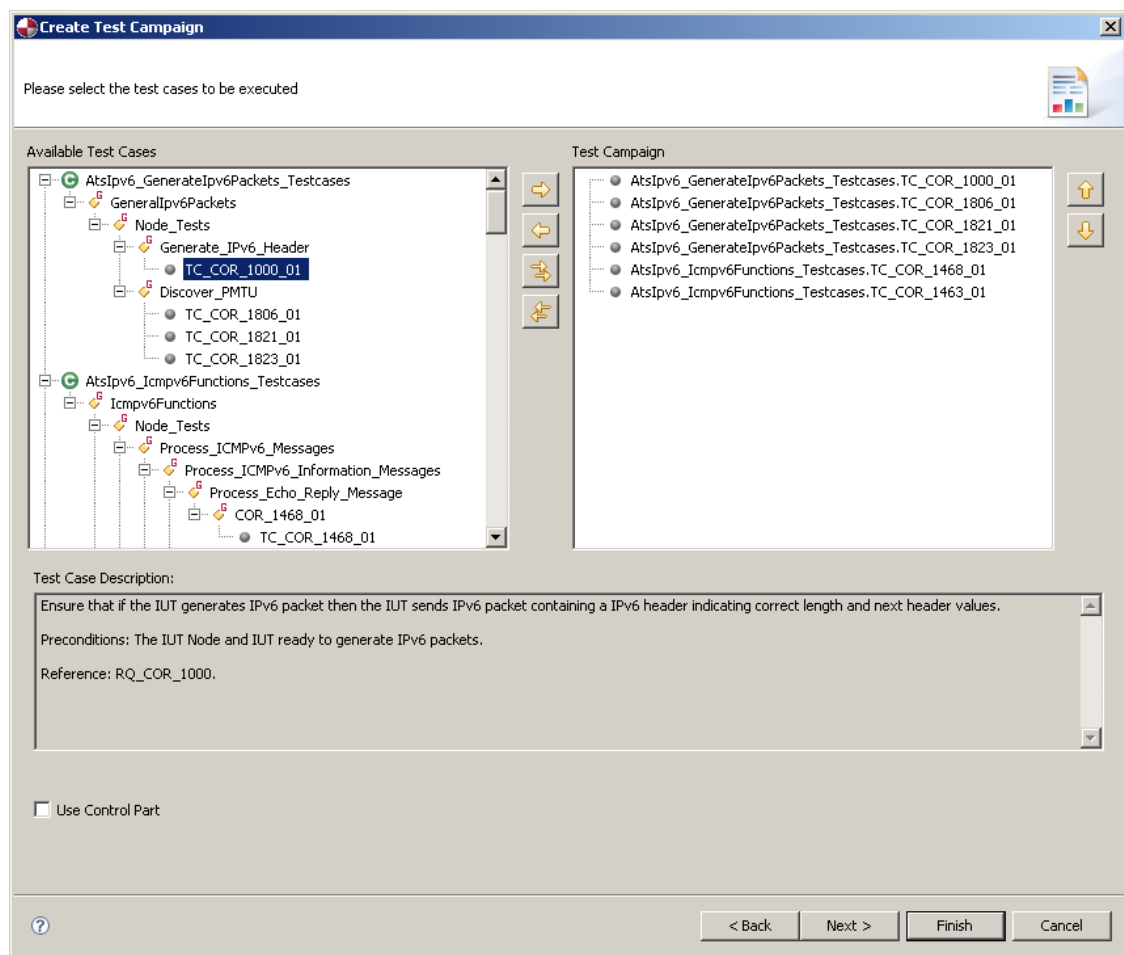 Create Test Campaign
Please select the test cases to be executed
Available Test Cases
AtsIpv6_GenerateIpv6Packets_Testcases
GeneralIpv6Packets
Node_Tests
Generate_IPv6_Header
TC_COR_1000_01
Discover_PMTU
TC_COR_1806_01
TC_COR_1821_01
TC_COR_1823_01
AtsIpv6_Icmpv6Functions_Testcases
Icmpv6Functions
Node_Tests
Process_ICMPv6_Messages
Process_ICMPv6_Information_Messages
Process_Echo_Reply_Message
COR_1468_01
TC_COR_1468_01
Test Campaign
AtsIpv6_GenerateIpv6Packets_Testcases.TC_COR_1000_01
AtsIpv6_GenerateIpv6Packets_Testcases.TC_COR_1806_01
AtsIpv6_GenerateIpv6Packets_Testcases.TC_COR_1821_01
AtsIpv6_GenerateIpv6Packets_Testcases.TC_COR_1823_01
AtsIpv6_Icmpv6Functions_Testcases.TC_COR_1468_01
AtsIpv6_Icmpv6Functions_Testcases.TC_COR_1463_01
Test Case Description:
Ensure that if the IUT generates IPv6 packet then the IUT sends IPv6 packet containing a IPv6 header indicating correct length and next header values.
Preconditions: The IUT Node and IUT ready to generate IPv6 packets.
Reference: RQ_COR_1000.
Use Control Part
< Back
Next >
Finish
Cancel